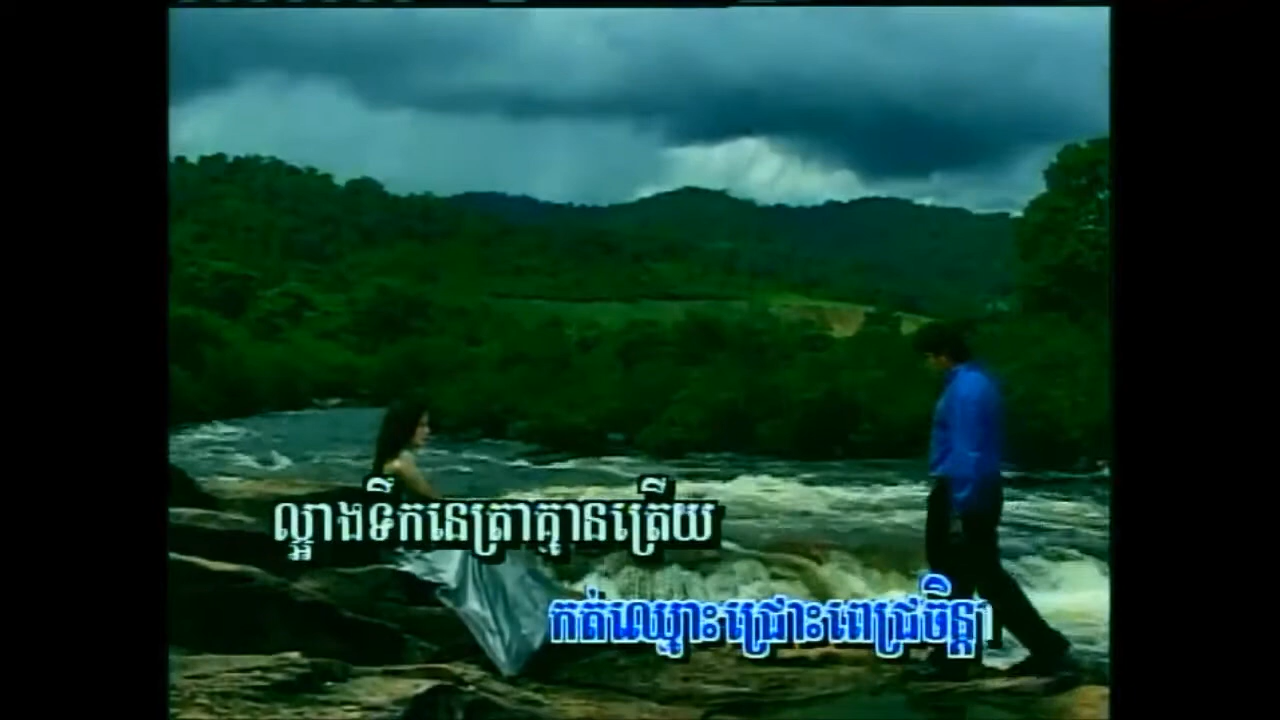 ល្អាងទឹកនេត្រាគ្មានត្រើយ
កត់ឈ្មោះជ្រោះពេជ្រចិន្តា